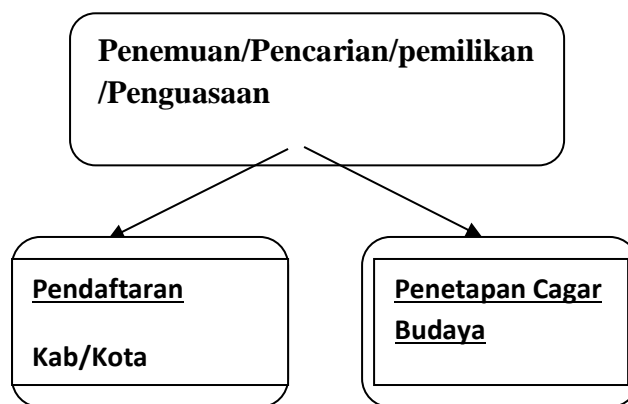 Penemuan/Pencarian/pemilikan
/Penguasaan
Pendaftaran
Kab/Kota
Penetapan Cagar
Budaya